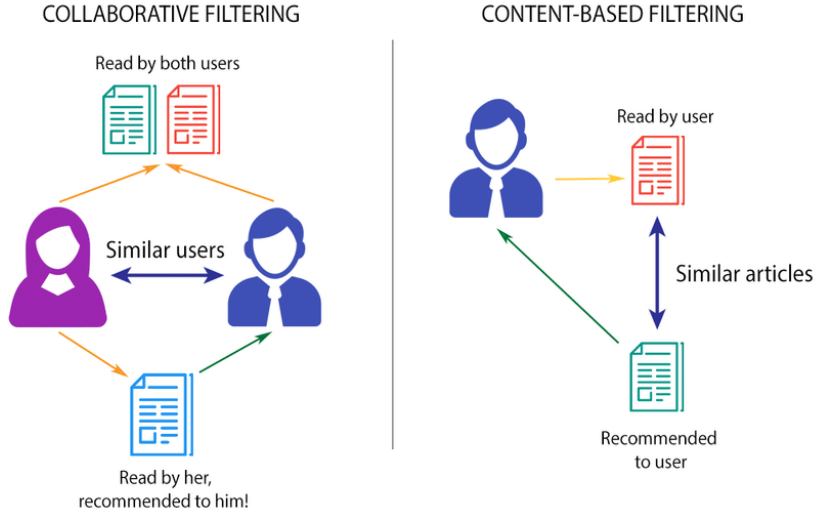 COLLABORATIVE FILTERING
Read by both users
Similar users
Read by her,
recommended to him!
CONTENT-BASED FILTERING
Read by user
Similar articles
Recommended
to user